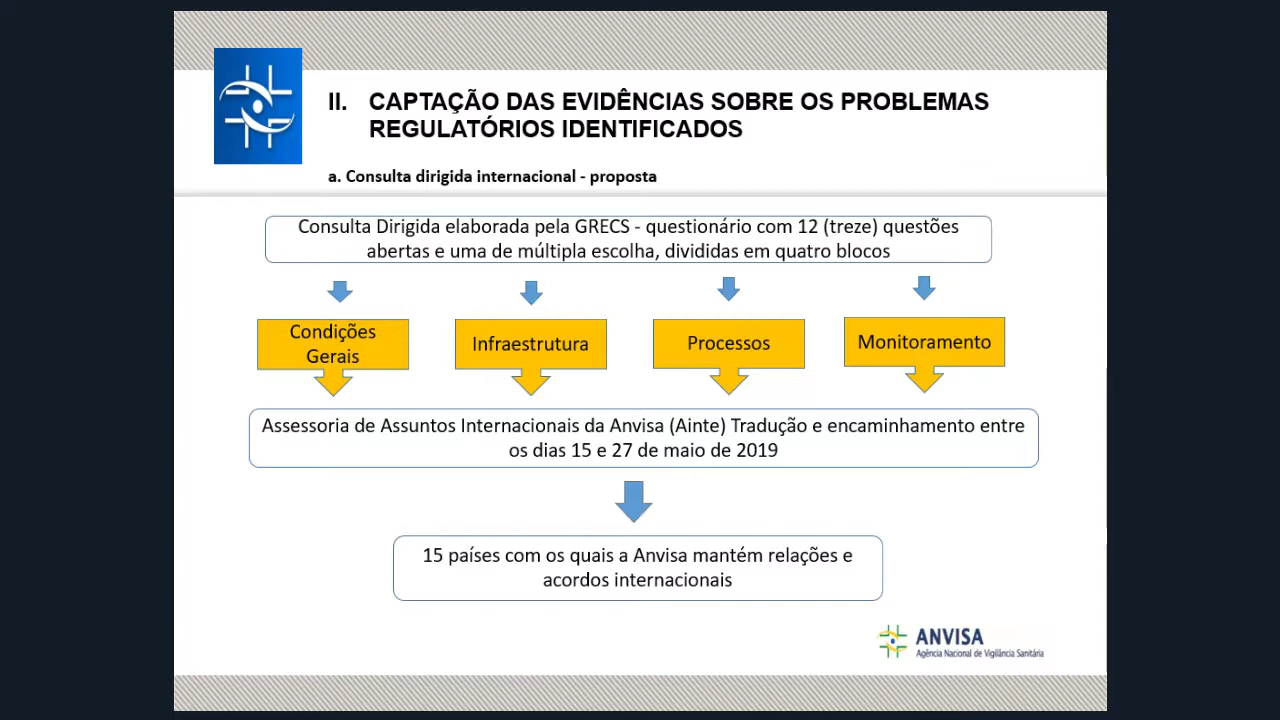 II. CAPTAÇÃO DAS EVIDÊNCIAS SOBRE OS PROBLEMAS
REGULATÓRIOS IDENTIFICADOS
a. Consulta dirigida internacional - proposta
Consulta Dirigida elaborada pela GRECS - questionário com 12 (treze) questões
abertas e uma de múltipla escolha, divididas em quatro blocos
Condições
Gerais
Infraestrutura
Processos
Monitoramento
Assessoria de Assuntos Internacionais da Anvisa (Ainte) Tradução e encaminhamento entre
os dias 15 e 27 de maio de 2019
15 países com os quais a Anvisa mantém relações e
acordos internacionais
ANVISA
Agência Nacional de Vigilância Sanitária